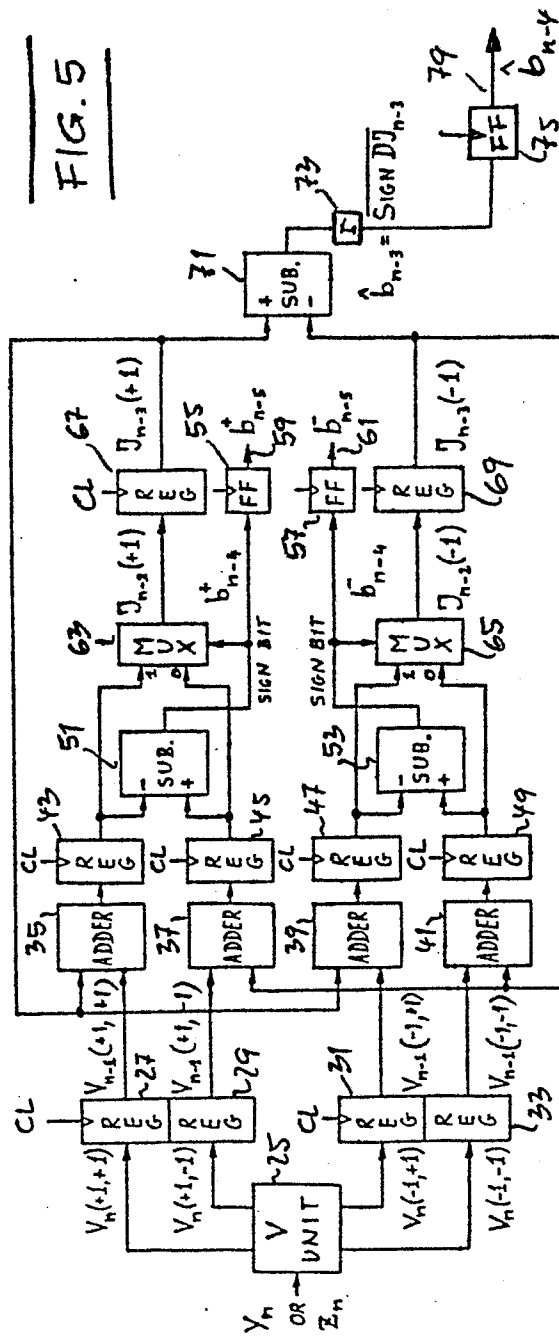 FIG. 5
Yn
OR
Zn
V
UNIT
25
Vn(+1,+1)
Vn(+1,-1)
Vn(-1,+1)
Vn(-1,-1)
CL
REG
27
REG
29
CL
REG
31
REG
33
Vn-1(+1,+1)
Vn-1(+1,-1)
Vn-1(-1,+1)
Vn-1(-1,-1)
35
ADDER
37
ADDER
39
ADDER
41
ADDER
CL
REG
43
CL
REG
45
CL
REG
47
CL
REG
49
51
-
SUB.
+
53
-
SUB.
+
63
1
MUX
0
SIGN BIT
SIGN BIT
1
MUX
0
65
Jn-2(+1)
b+n-4
b-n-4
Jn-2(-1)
CL
REG
67
FF
55
b+n-5
59
57
FF
b-n-5
61
REG
69
Jn-3(+1)
Jn-3(-1)
71
+
SUB.
-
I
73
b̂n-3 = SIGN DJn-3
FF
75
79
b̂n-4